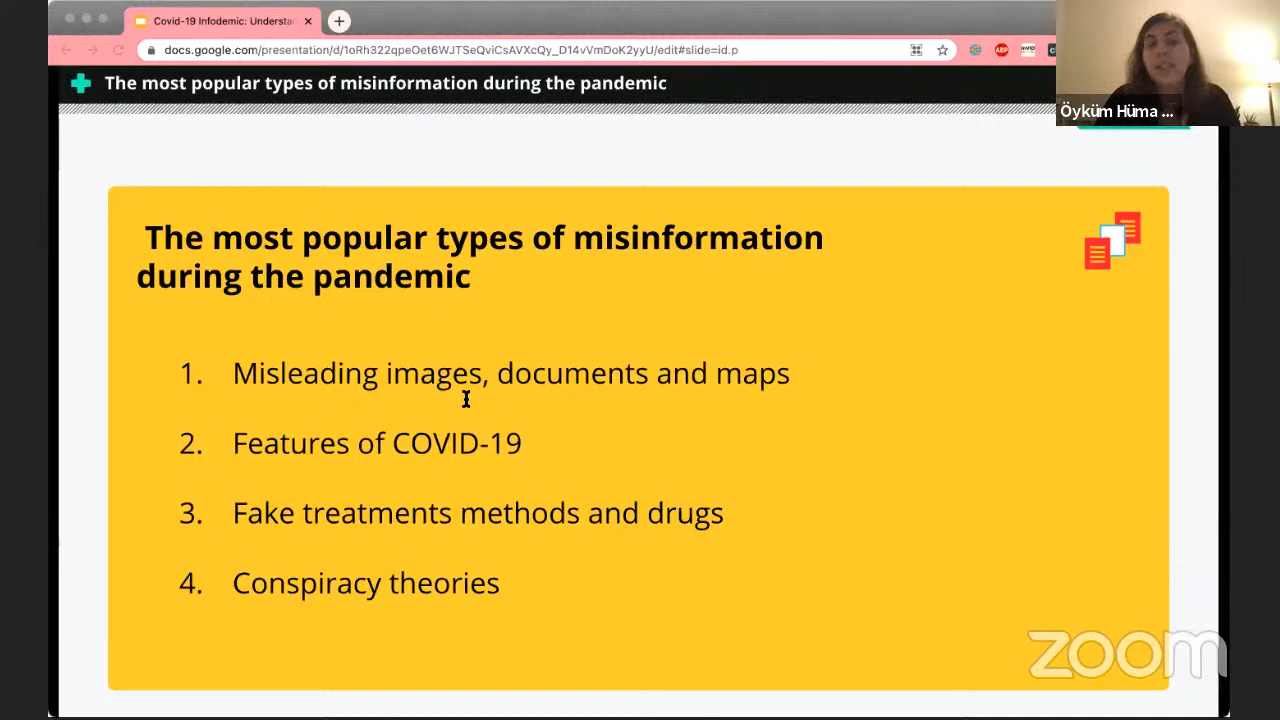 Covid-19 Infodemic: Understa
docs.google.com/presentation/d/1oRh322qpeOet6WJTSeQviCsAVXcQy_D14vVmDoK2yyU/edit#slide=id.p
ABP
The most popular types of misinformation during the pandemic
Öyküm Hüma ...
The most popular types of misinformation
during the pandemic
1. Misleading images, documents and maps
2. Features of COVID-19
3. Fake treatments methods and drugs
4. Conspiracy theories
zoom